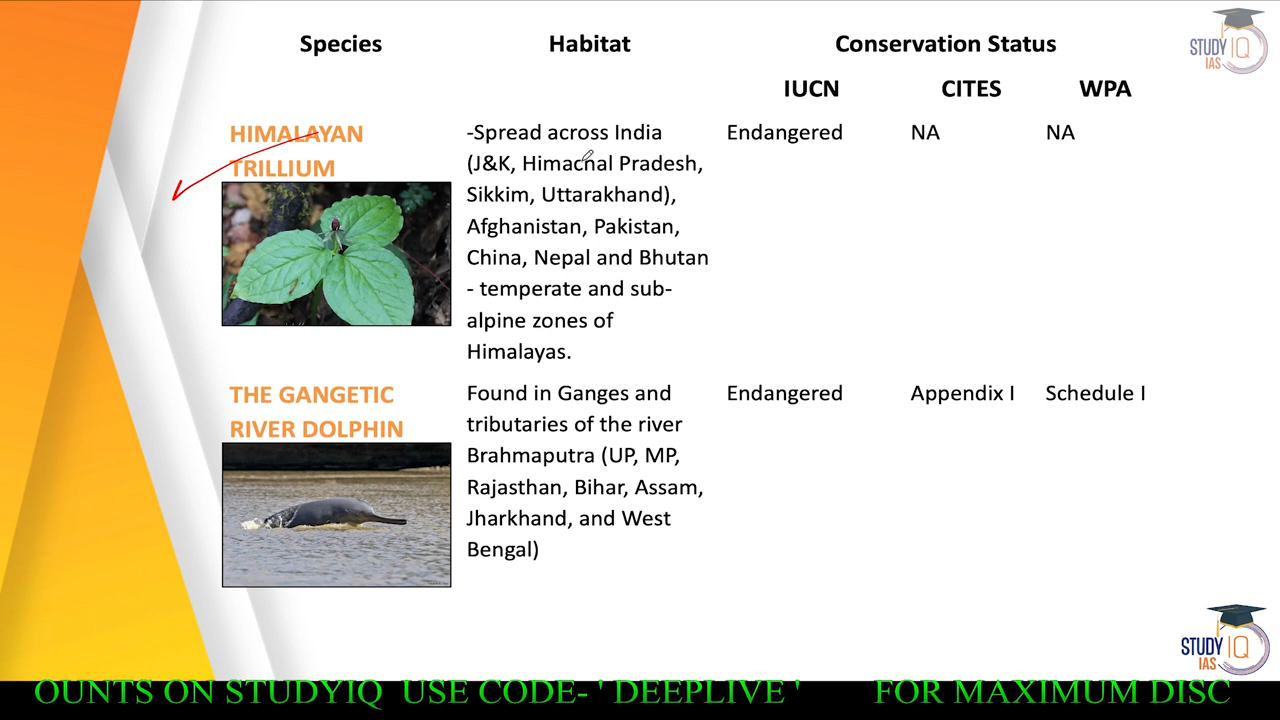 Species Habitat Conservation Status
STUDY IQ
IAS
IUCN CITES WPA
HIMALAYAN
TRILLIUM
-Spread across India
(J&K, Himachal Pradesh,
Sikkim, Uttarakhand),
Afghanistan, Pakistan,
China, Nepal and Bhutan
- temperate and sub-
alpine zones of
Himalayas.
Endangered
NA
NA
THE GANGETIC
RIVER DOLPHIN
Found in Ganges and
tributaries of the river
Brahmaputra (UP, MP,
Rajasthan, Bihar, Assam,
Jharkhand, and West
Bengal)
Endangered
Appendix I
Schedule I
STUDY IQ
IAS
OUNTS ON STUDYIQ USE CODE- ' DEEPLIVE ' FOR MAXIMUM DISC